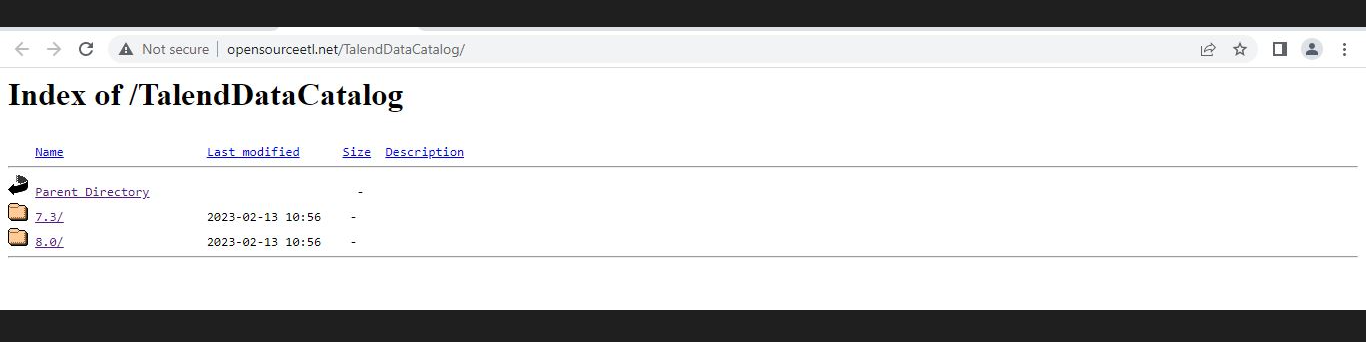 Not secure opensourceetl.net/TalendDataCatalog/
Index of /TalendDataCatalog
Name Last modified Size Description
Parent Directory -
7.3/ 2023-02-13 10:56 -
8.0/ 2023-02-13 10:56 -